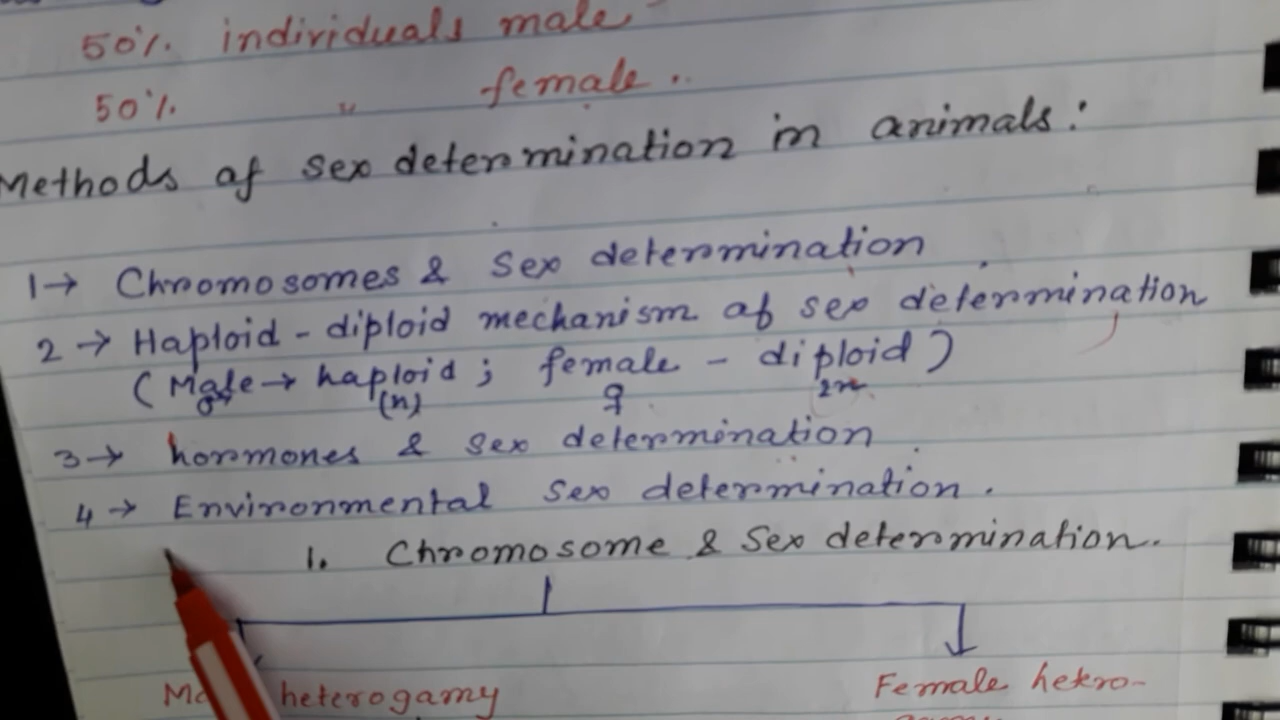 50%. individuals male
50%. " female ..
Methods of sex determination in animals:
1→ Chromosomes & Sex determination
2 → Haploid - diploid mechanism of sex determination
(Male → haploid ; female - diploid)
♂ (n) ♀ 2n
3 → hormones & sex determination
4 → Environmental Sex determination.
1. Chromosome & Sex determination.
heterogamy Female hetero-